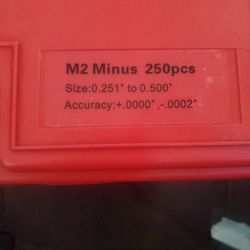 M2 Minus 250pcs
Size:0.251" to 0.500"
Accuracy:+.0000",-.0002"